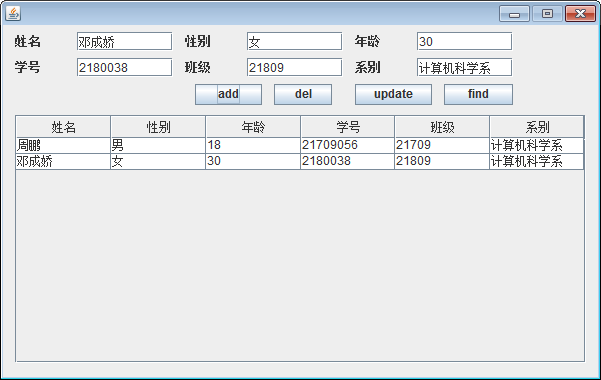 姓名 邓成娇 性别 女 年龄 30
学号 2180038 班级 21809 系别 计算机科学系
add del update find
姓名 性别 年龄 学号 班级 系别
周鹏 男 18 21709056 21709 计算机科学系
邓成娇 女 30 2180038 21809 计算机科学系